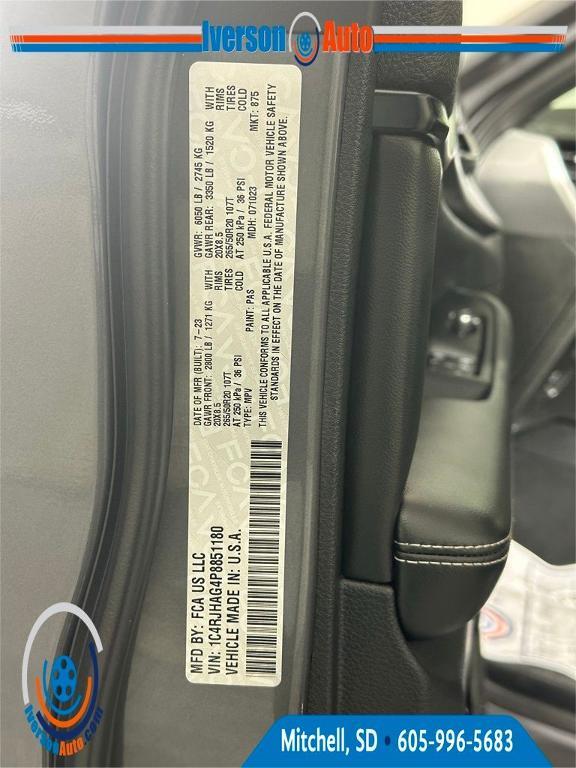 Iverson Auto
MFD BY: FCA US LLC
VIN: 1C4RJHAG4P8851180
VEHICLE MADE IN: U.S.A.
DATE OF MFR (BUILT): 7-23
GVWR: 6050 LB / 2745 KG
GAWR FRONT: 2800 LB / 1271 KG WITH
GAWR REAR: 3350 LB / 1520 KG WITH
20X8.5 RIMS
20X8.5 RIMS
265/50R20 107T TIRES
265/50R20 107T TIRES
AT 250 kPa / 36 PSI COLD
AT 250 kPa / 36 PSI COLD
TYPE: MPV
MDH: 071023
MKT: 875
PAINT: PAS
THIS VEHICLE CONFORMS TO ALL APPLICABLE U.S.A. FEDERAL MOTOR VEHICLE SAFETY
STANDARDS IN EFFECT ON THE DATE OF MANUFACTURE SHOWN ABOVE.
Iverson
Auto.com
Mitchell, SD • 605-996-5683